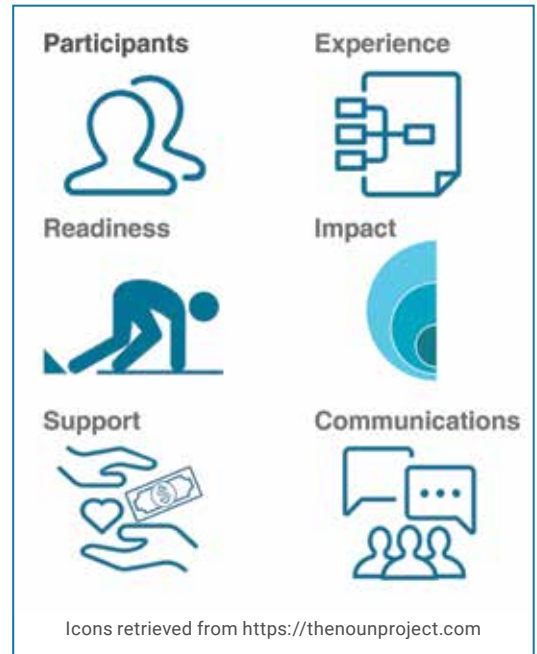 Participants
Experience
Readiness
Impact
Support
Communications
Icons retrieved from https://thenounproject.com